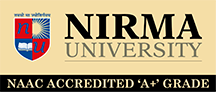 NIRMA
UNIVERSITY
NAAC ACCREDITED ‘A+’ GRADE